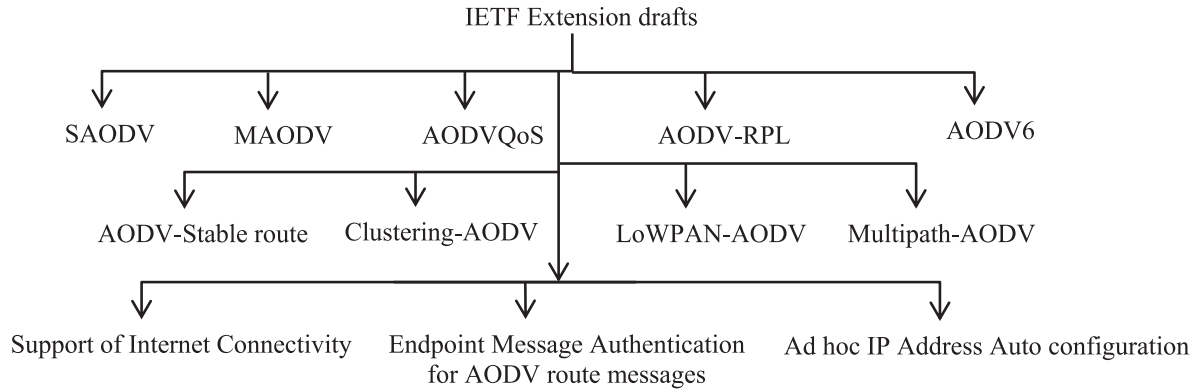 IETF Extension drafts
SAODV
MAODV
AODVQoS
AODV-RPL
AODV6
AODV-Stable route
Clustering-AODV
LoWPAN-AODV
Multipath-AODV
Support of Internet Connectivity
Endpoint Message Authentication
for AODV route messages
Ad hoc IP Address Auto configuration